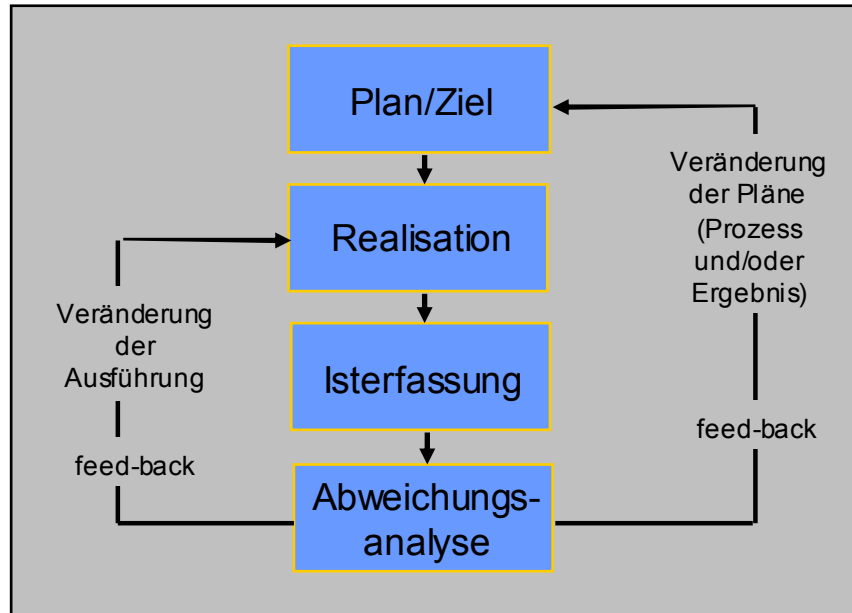 Plan/Ziel
Realisation
Isterfassung
Abweichungs-
analyse
Veränderung
der
Ausführung
feed-back
Veränderung
der Pläne
(Prozess
und/oder
Ergebnis)
feed-back